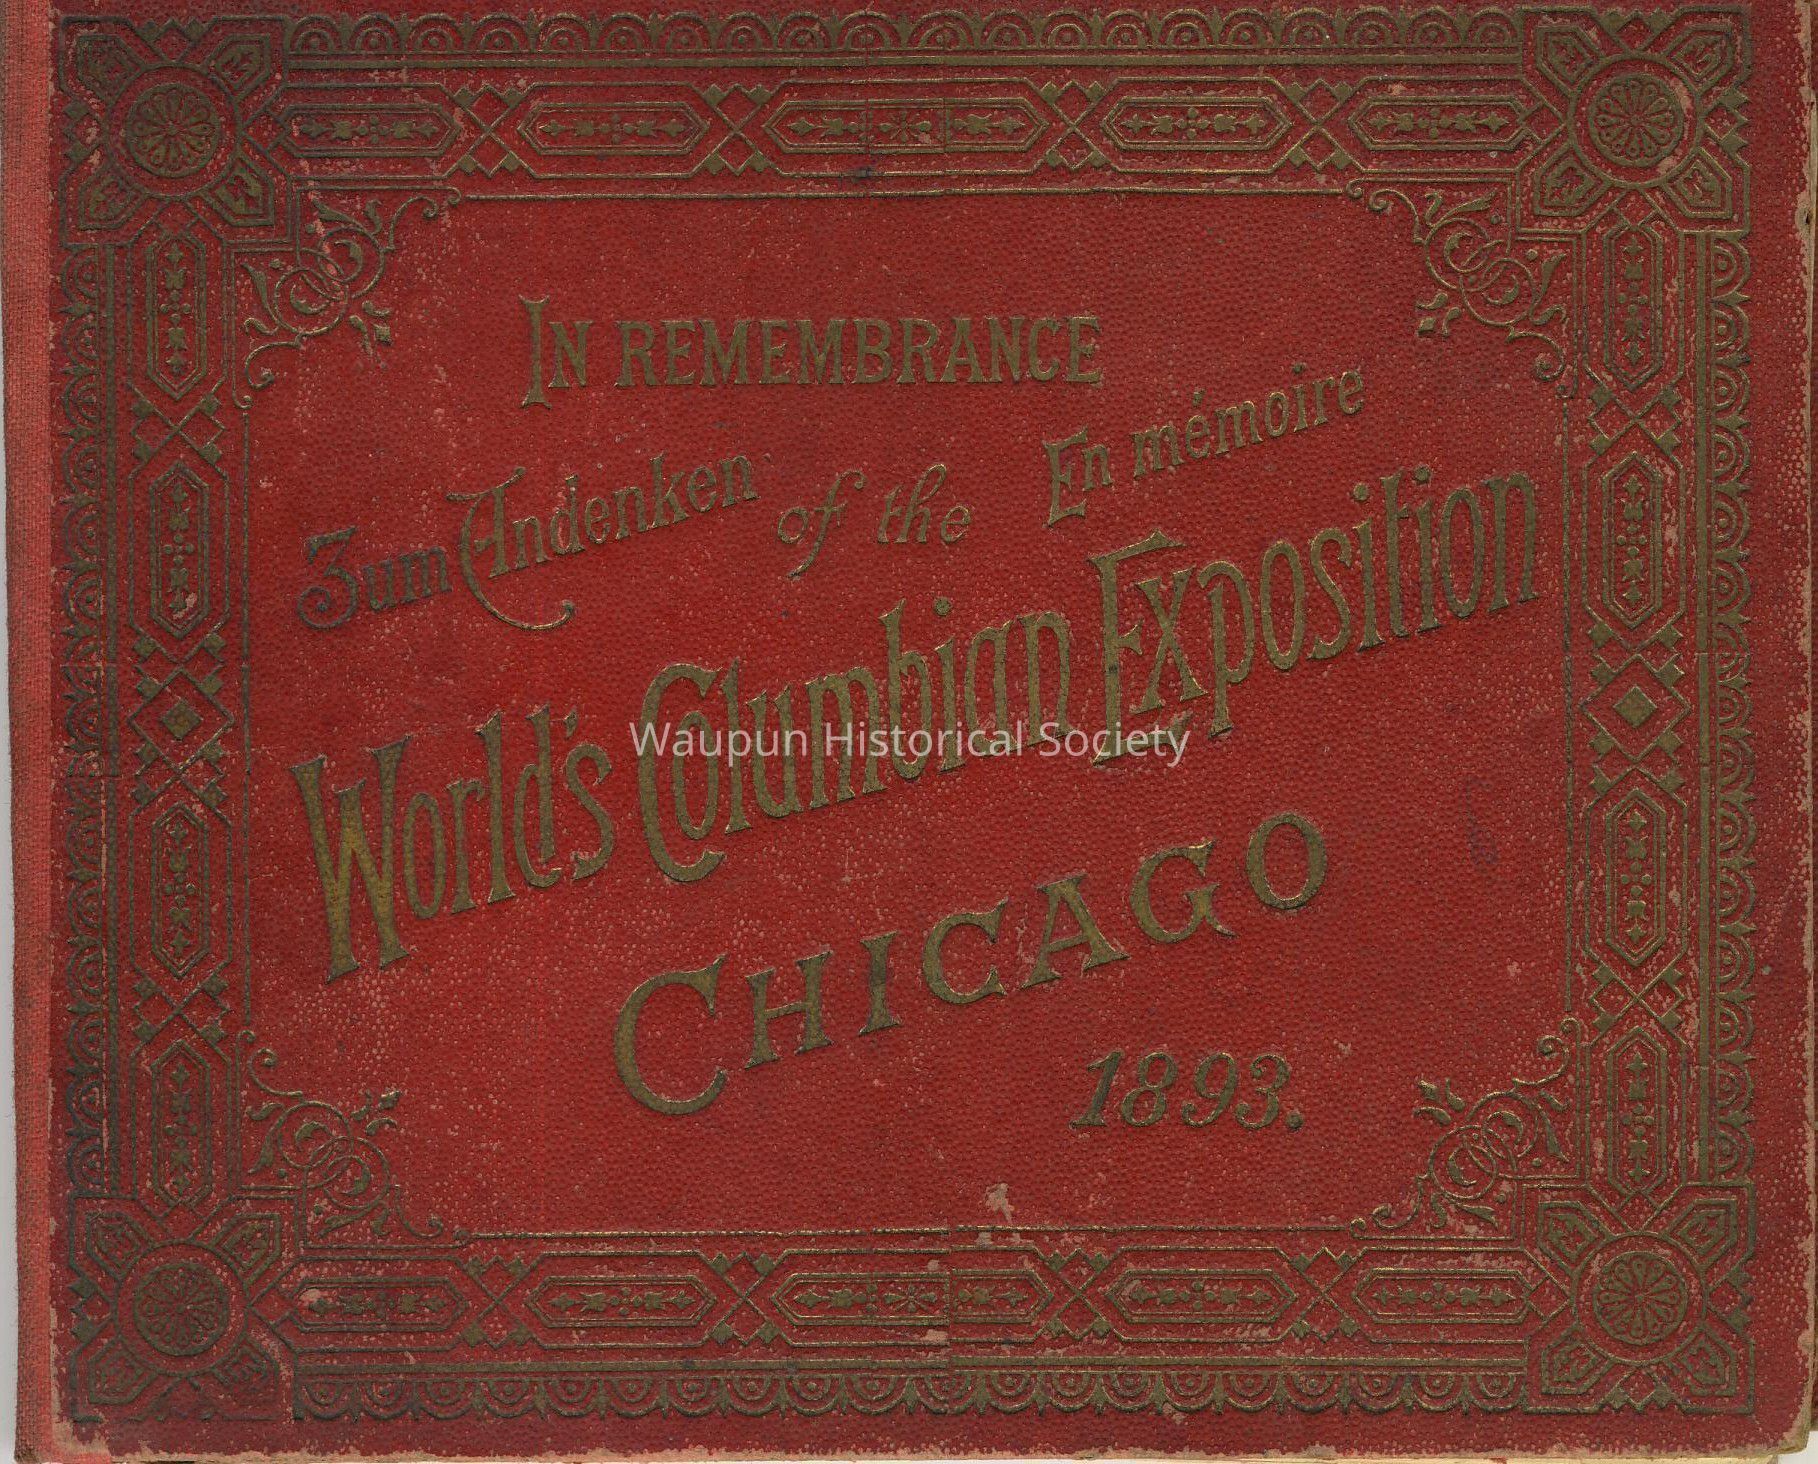 In REMEMBRANCE
Zum Andenken of the En mémoire
World's Columbian Exposition
Waupun Historical Society
CHICAGO
1893.